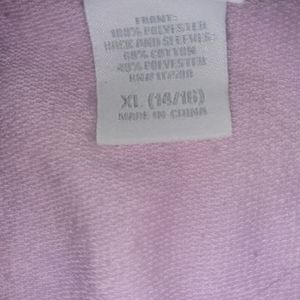 FRONT:
100% POLYESTER
BACK AND SLEEVES:
60% COTTON
40% POLYESTER
XL (14/16)
MADE IN CHINA